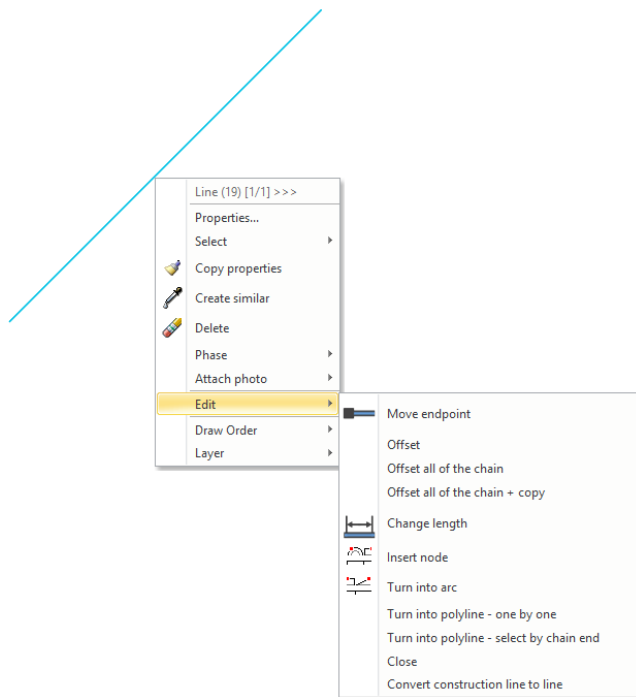 Line (19) [1/1] >>>
Properties...
Select
Copy properties
Create similar
Delete
Phase
Attach photo
Edit
Draw Order
Layer
Move endpoint
Offset
Offset all of the chain
Offset all of the chain + copy
Change length
Insert node
Turn into arc
Turn into polyline - one by one
Turn into polyline - select by chain end
Close
Convert construction line to line